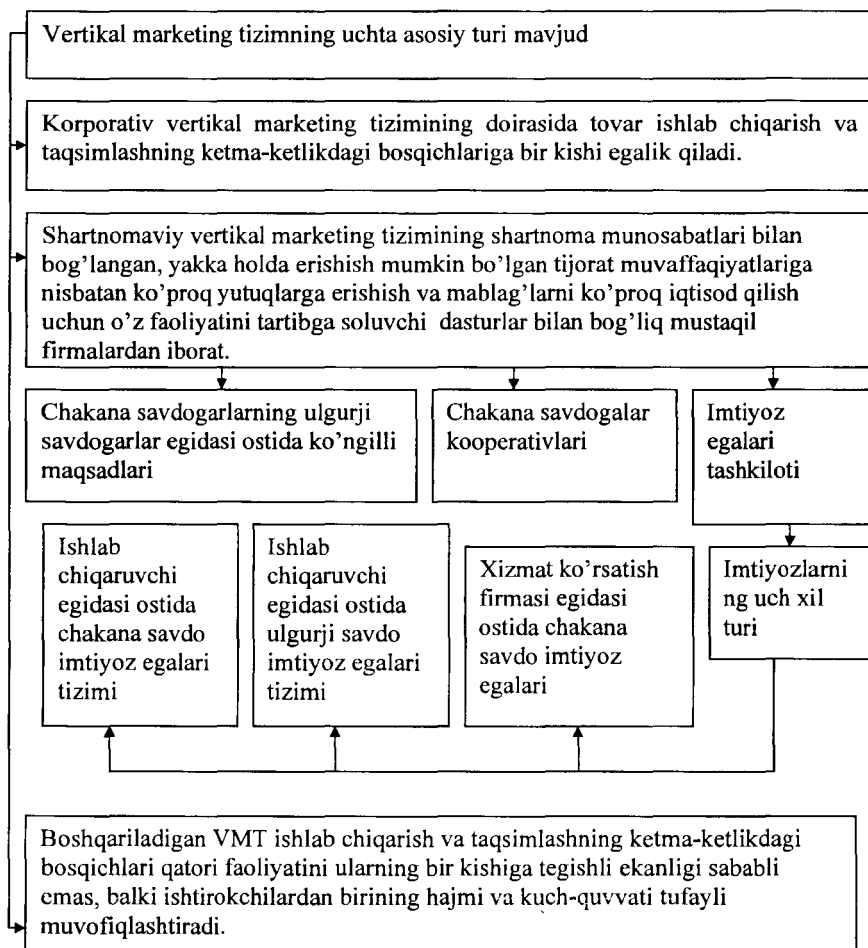 Vertikal marketing tizimning uchta asosiy turi mavjud
Korporativ vertikal marketing tizimining doirasida tovar ishlab chiqarish va
taqsimlashning ketma-ketlikdagi bosqichlariga bir kishi egalik qiladi.
Shartnomaviy vertikal marketing tizimining shartnoma munosabatlari bilan
bog'langan, yakka holda erishish mumkin bo'lgan tijorat muvaffaqiyatlariga
nisbatan ko'proq yutuqlarga erishish va mablag'larni ko'proq iqtisod qilish
uchun o'z faoliyatini tartibga soluvchi dasturlar bilan bog'liq mustaqil
firmalardan iborat.
Chakana savdogarlarning ulgurji
savdogarlar egidasi ostida ko'ngilli
maqsadlari
Chakana savdogalar
kooperativlari
Imtiyoz
egalari
tashkiloti
Ishlab
chiqaruvchi
egidasi ostida
chakana savdo
imtiyoz egalari
tizimi
Ishlab
chiqaruvchi
egidasi ostida
ulgurji savdo
imtiyoz egalari
tizimi
Xizmat ko'rsatish
firmasi egidasi
ostida chakana
savdo imtiyoz
egalari
Imtiyozlarni
ng uch xil
turi
Boshqariladigan VMT ishlab chiqarish va taqsimlashning ketma-ketlikdagi
bosqichlari qatori faoliyatini ularning bir kishiga tegishli ekanligi sababli
emas, balki ishtirokchilardan birining hajmi va kuch-quvvati tufayli
muvofiqlashtiradi.